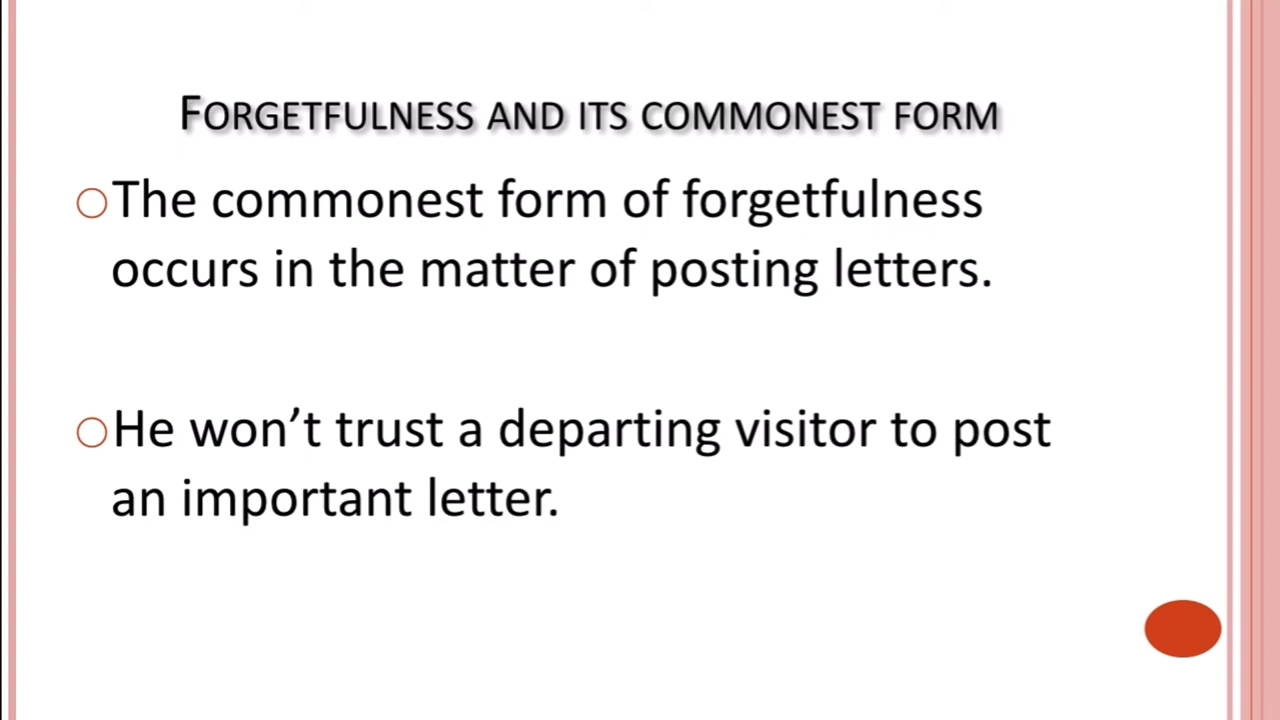 Forgetfulness and its commonest form
The commonest form of forgetfulness
occurs in the matter of posting letters.
He won’t trust a departing visitor to post
an important letter.